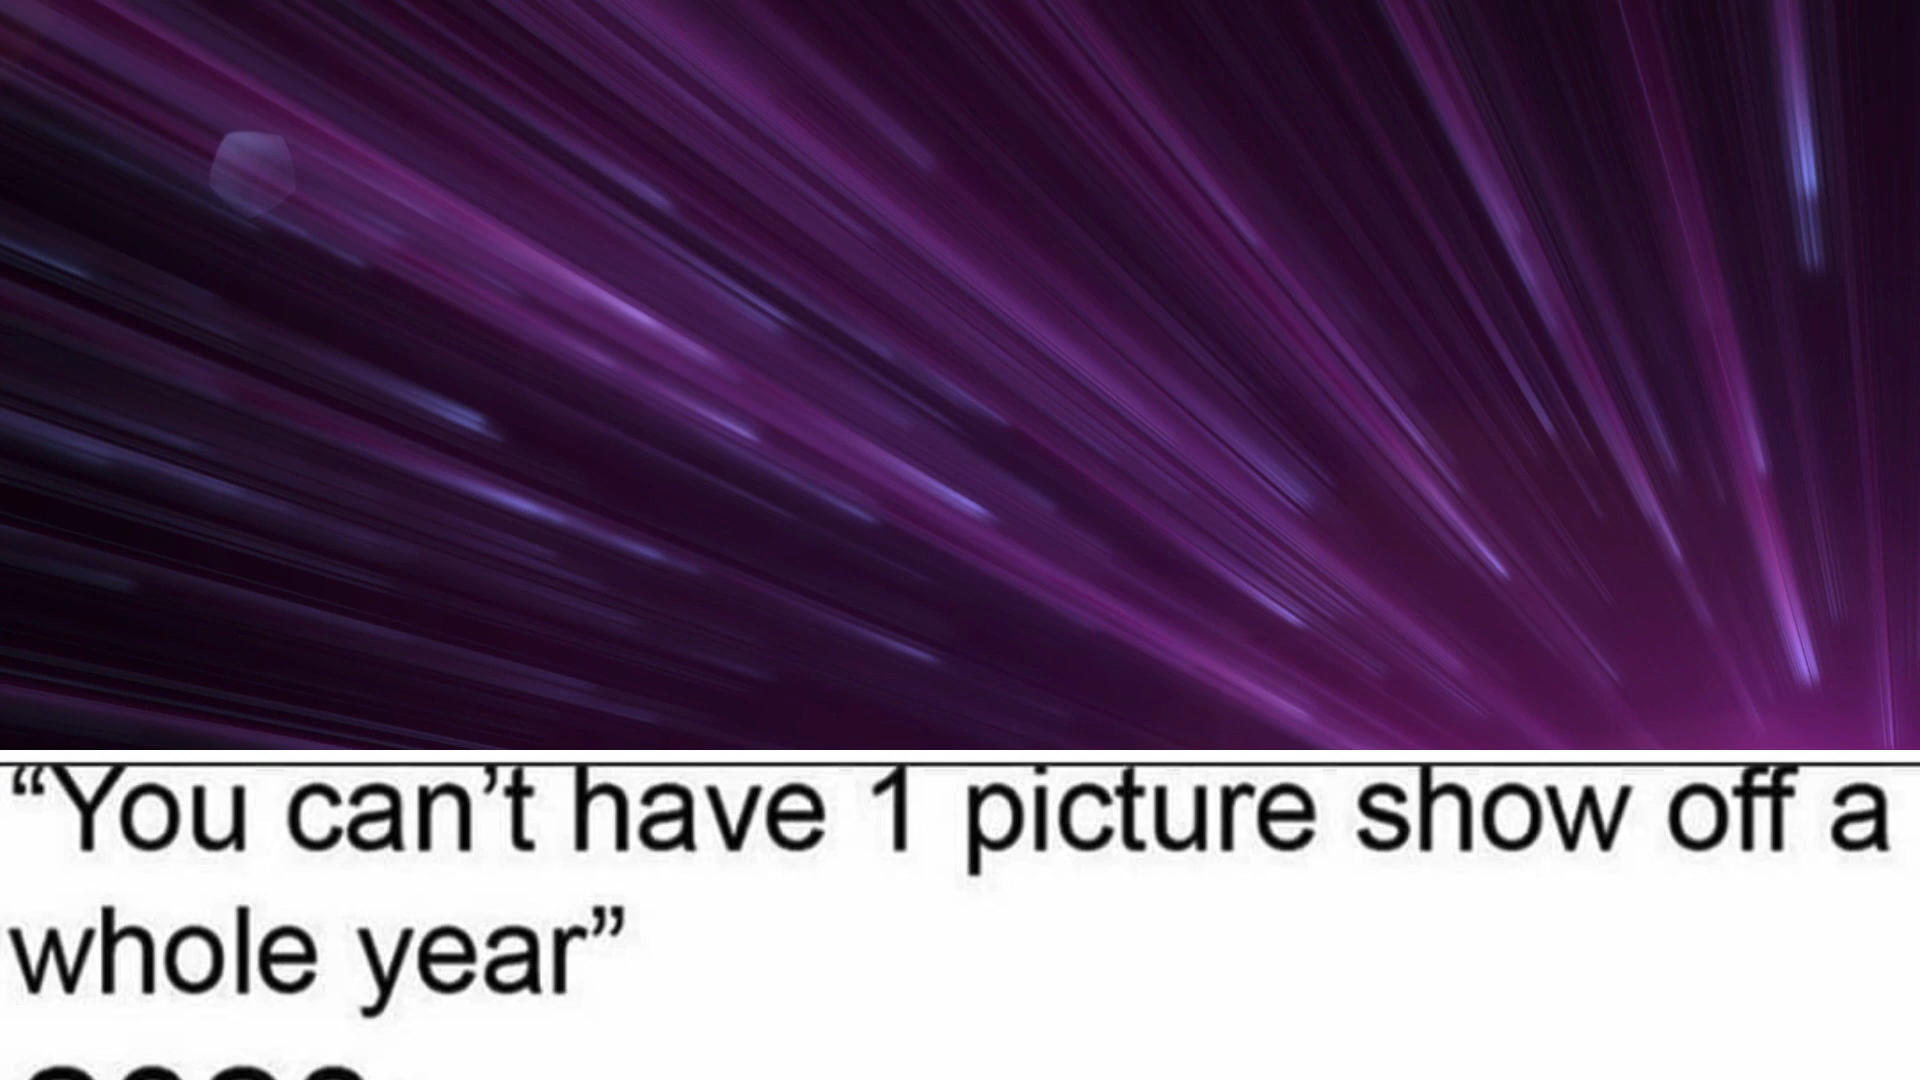 “You can’t have 1 picture show off a
whole year”